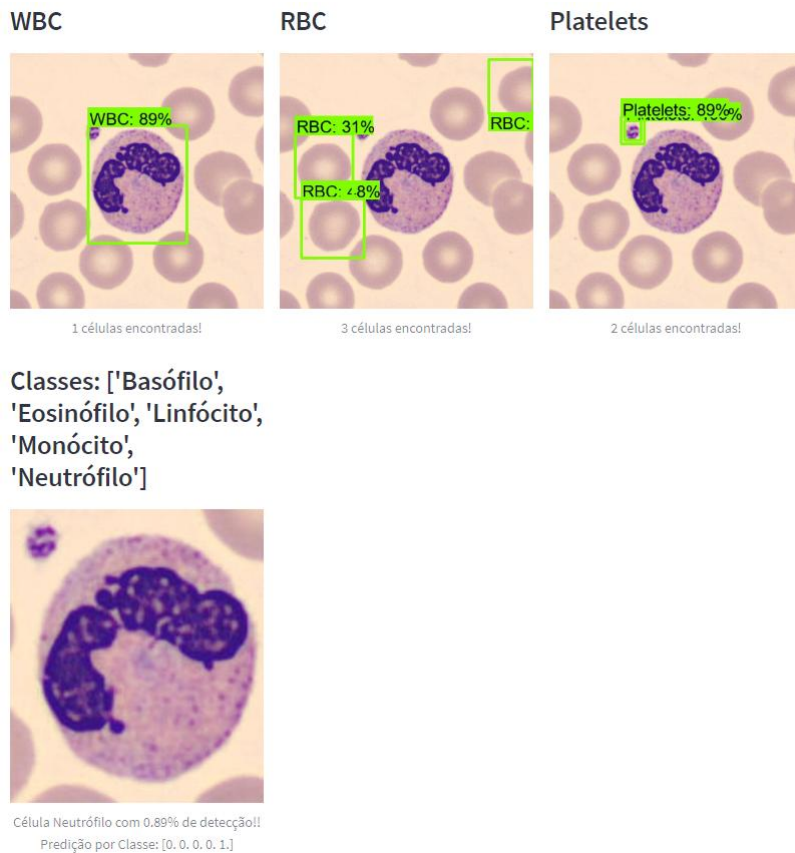 WBC
RBC
Platelets
WBC: 89%
RBC: 31%
RBC:
RBC: 48%
Platelets: 89%
1 células encontradas!
3 células encontradas!
2 células encontradas!
Classes: ['Basófilo',
'Eosinófilo', 'Linfócito',
'Monócito',
'Neutrófilo']
Célula Neutrófilo com 0.89% de detecção!!
Predição por Classe: [0. 0. 0. 0. 1.]